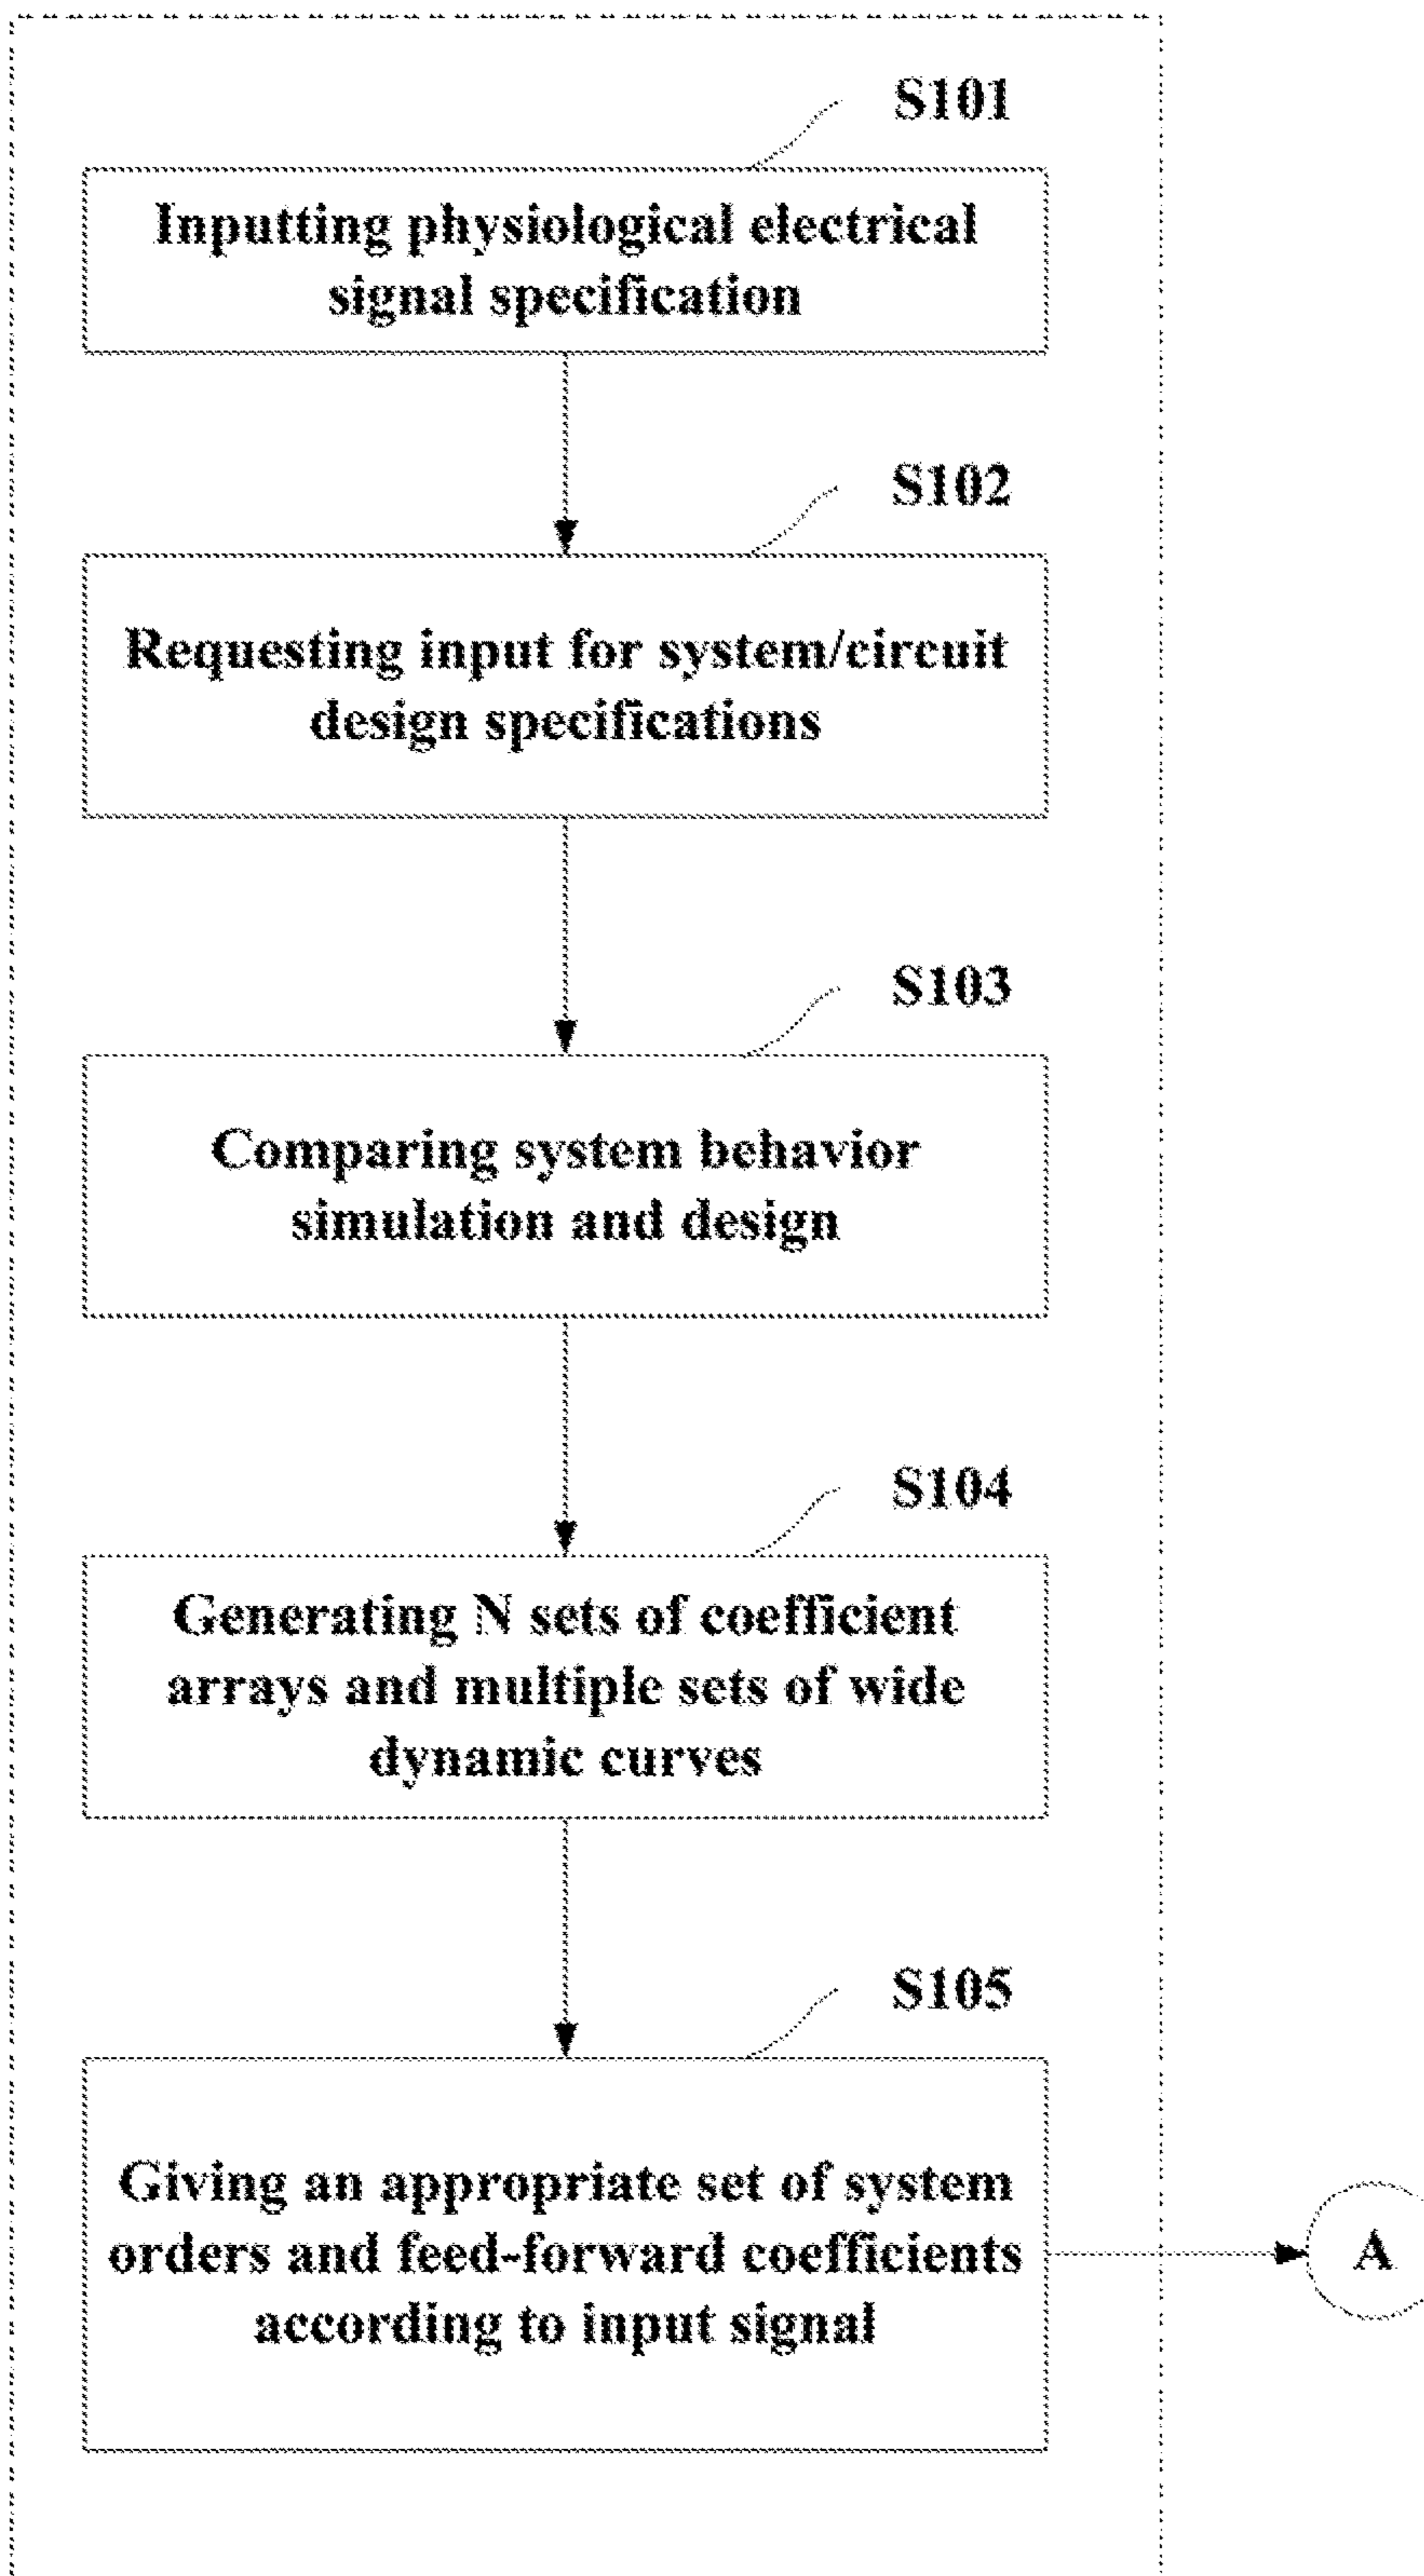 S101
Inputting physiological electrical
signal specification
S102
Requesting input for system/circuit
design specifications
S103
Comparing system behavior
simulation and design
S104
Generating N sets of coefficient
arrays and multiple sets of wide
dynamic curves
S105
Giving an appropriate set of system
orders and feed-forward coefficients
according to input signal
A